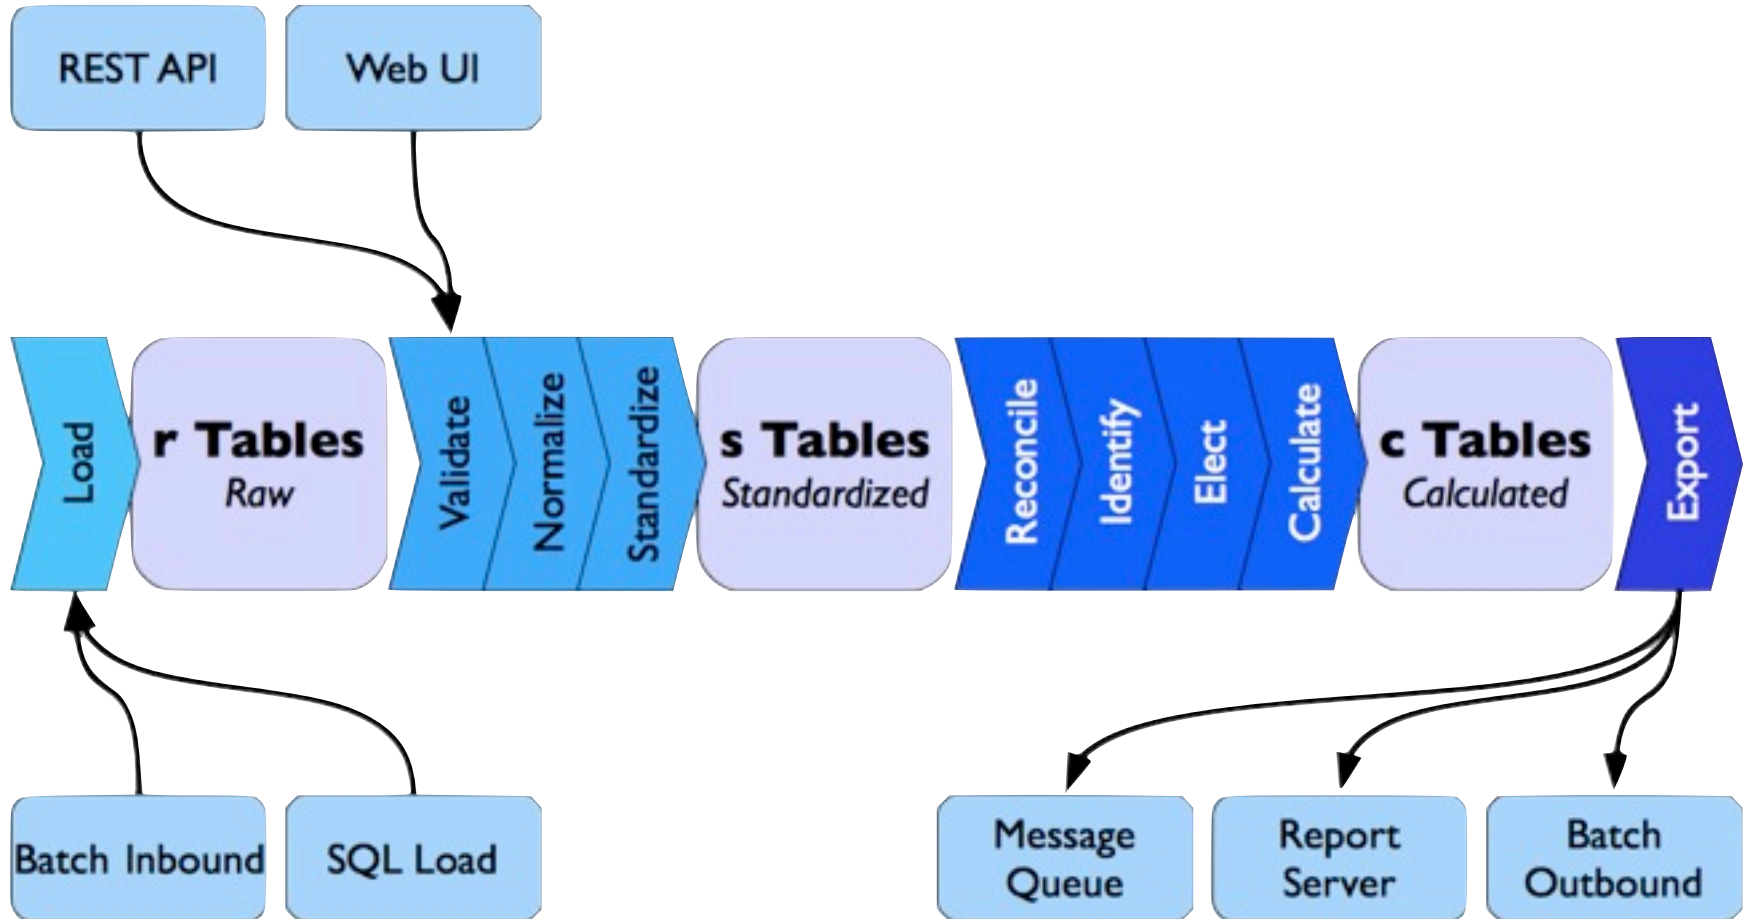 REST API
Web UI
Load
r Tables
Raw
Validate
Normalize
Standardize
s Tables
Standardized
Reconcile
Identify
Elect
Calculate
c Tables
Calculated
Export
Batch Inbound
SQL Load
Message
Queue
Report
Server
Batch
Outbound